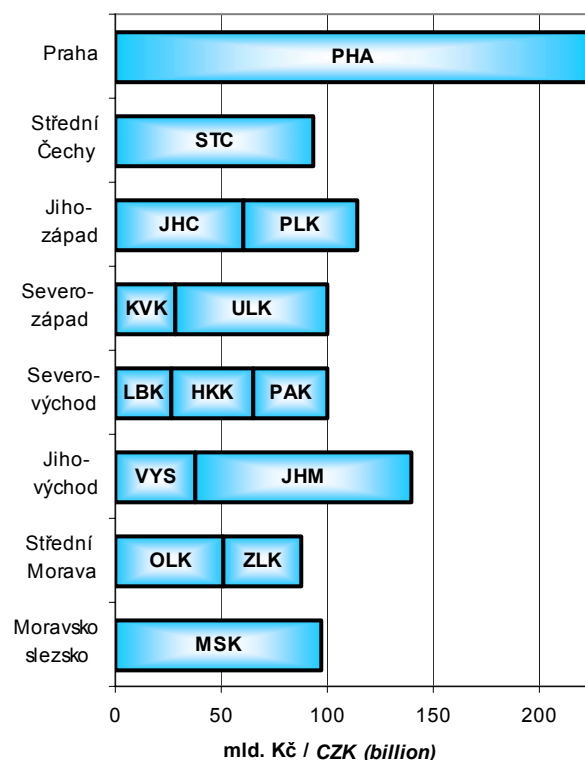 Praha
PHA
Střední
Čechy
STC
Jiho-
západ
JHC PLK
Severo-
západ
KVK ULK
Severo-
východ
LBK HKK PAK
Jiho-
východ
VYS JHM
Střední
Morava
OLK ZLK
Moravsko
slezsko
MSK
0 50 100 150 200
mld. Kč / CZK (billion)